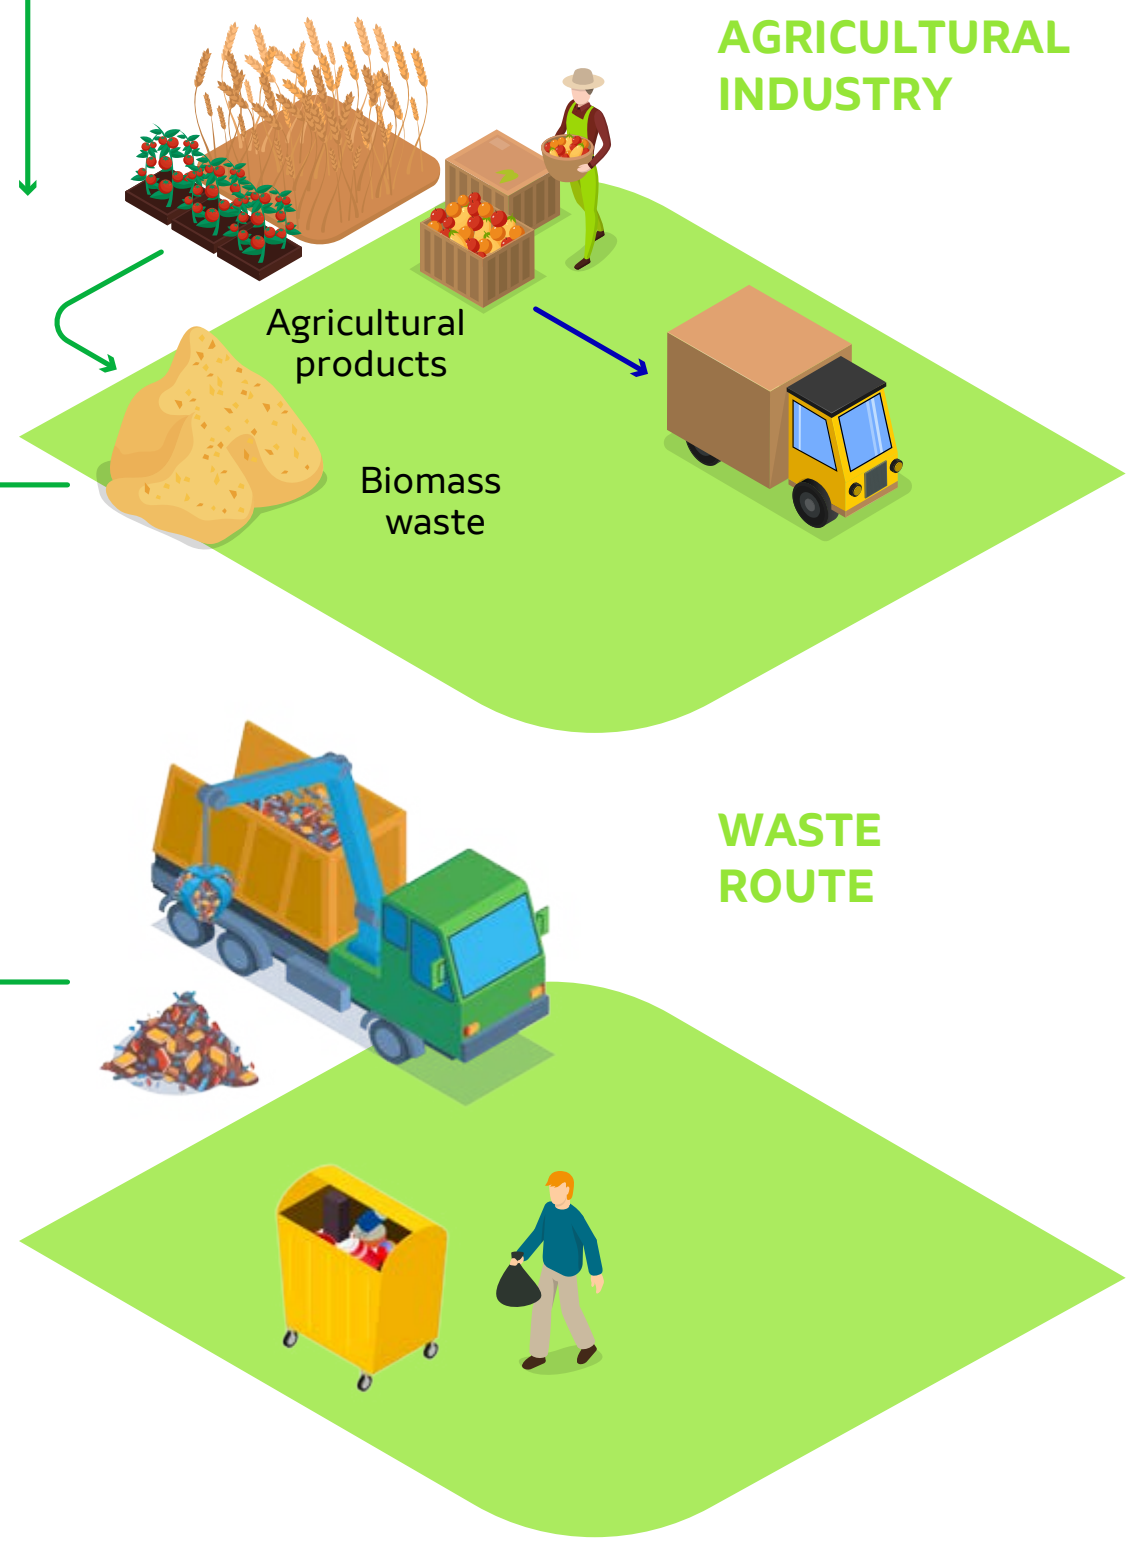 AGRICULTURAL
INDUSTRY
Agricultural
products
Biomass
waste
WASTE
ROUTE